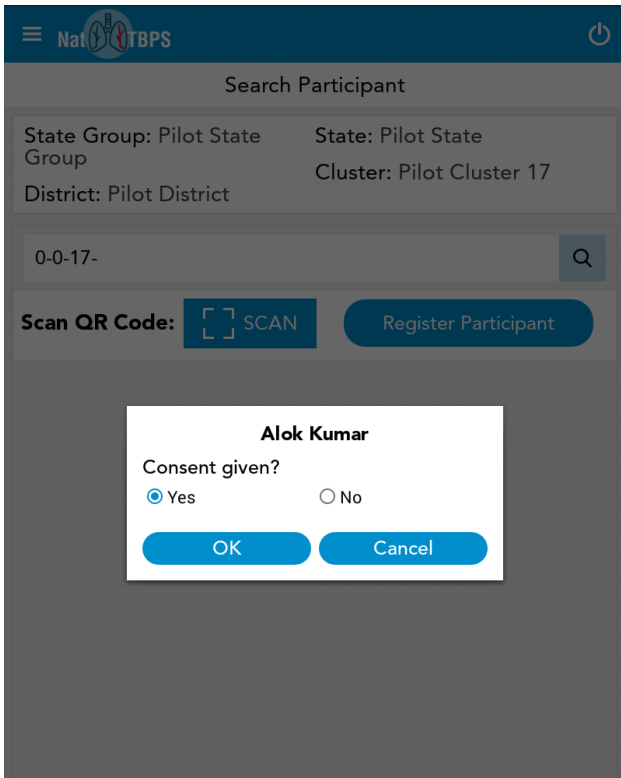 Nat TBPS
Search Participant
State Group: Pilot State Group
State: Pilot State
Cluster: Pilot Cluster 17
District: Pilot District
0-0-17-
Scan QR Code:
SCAN
Register Participant
Alok Kumar
Consent given?
Yes
No
OK
Cancel